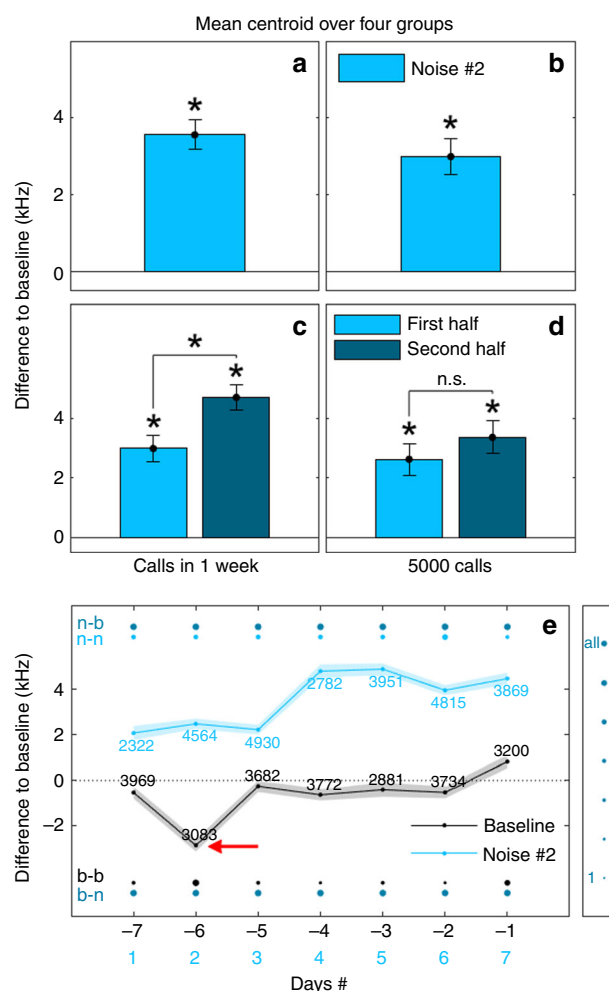 Mean centroid over four groups
Difference to baseline (kHz)
a
*
4
2
0
b
Noise #2
*
c
*
* *
4
2
0
Calls in 1 week
d
First half
Second half
n.s.
* *
5000 calls
e
Difference to baseline (kHz)
n-b
n-n
4
2
0
−2
2322 4564 4930 2782 3951 4815 3869
3969 3083 3682 3772 2881 3734 3200
Baseline
Noise #2
b-b
b-n
−7 −6 −5 −4 −3 −2 −1
1 2 3 4 5 6 7
Days #
all
1